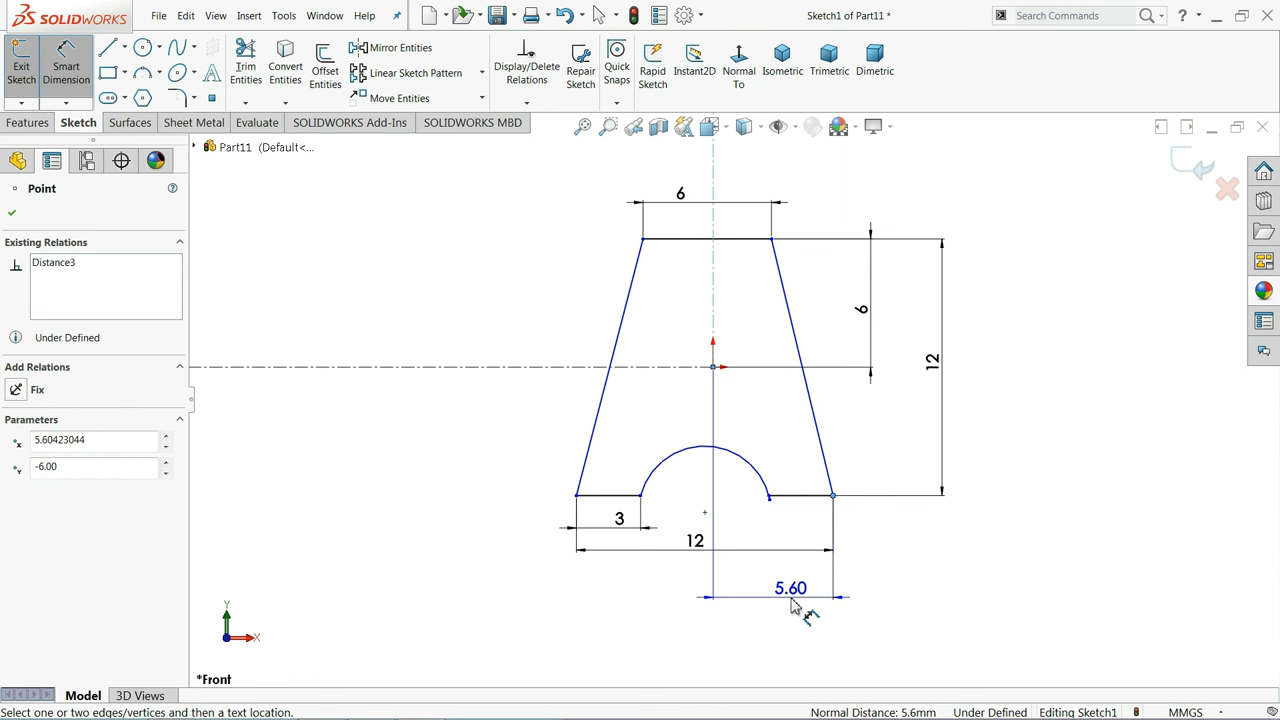 SOLIDWORKS File Edit View Insert Tools Window Help Sketch1 of Part11 * Search Commands ?
Exit Sketch
Smart Dimension
Trim Entities
Convert Entities
Offset Entities
Mirror Entities
Linear Sketch Pattern
Move Entities
Display/Delete Relations
Repair Sketch
Quick Snaps
Rapid Sketch
Instant2D
Normal To
Isometric
Trimetric
Dimetric
Features Sketch Surfaces Sheet Metal Evaluate SOLIDWORKS Add-Ins SOLIDWORKS MBD
Part11 (Default<...
Point
Existing Relations
Distance3
Under Defined
Add Relations
Fix
Parameters
5.60423044
-6.00
6
6
12
3
12
5.60
Y
X
*Front
Model 3D Views
Select one or two edges/vertices and then a text location. Normal Distance: 5.6mm Under Defined Editing Sketch1 MMGS